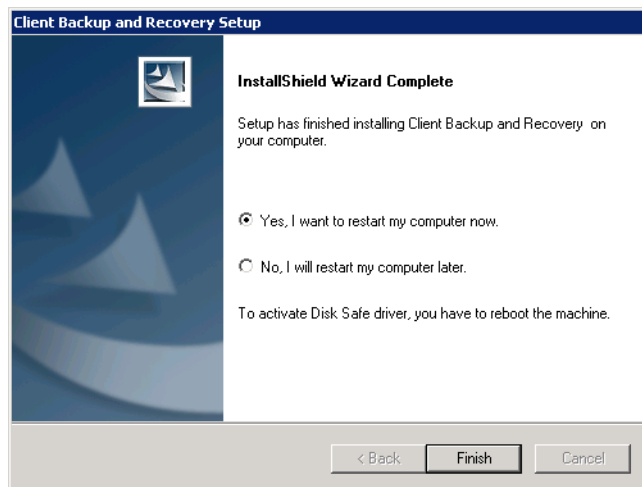 Client Backup and Recovery Setup
InstallShield Wizard Complete
Setup has finished installing Client Backup and Recovery on
your computer.
Yes, I want to restart my computer now.
No, I will restart my computer later.
To activate Disk Safe driver, you have to reboot the machine.
< Back
Finish
Cancel